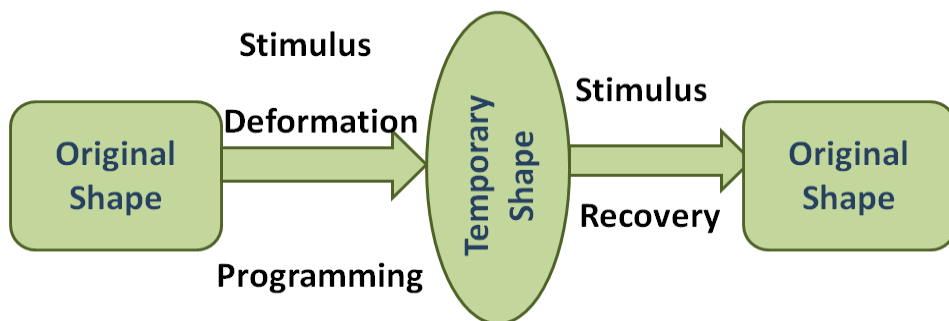 Original
Shape
Stimulus
Deformation
Programming
Temporary
Shape
Stimulus
Recovery
Original
Shape